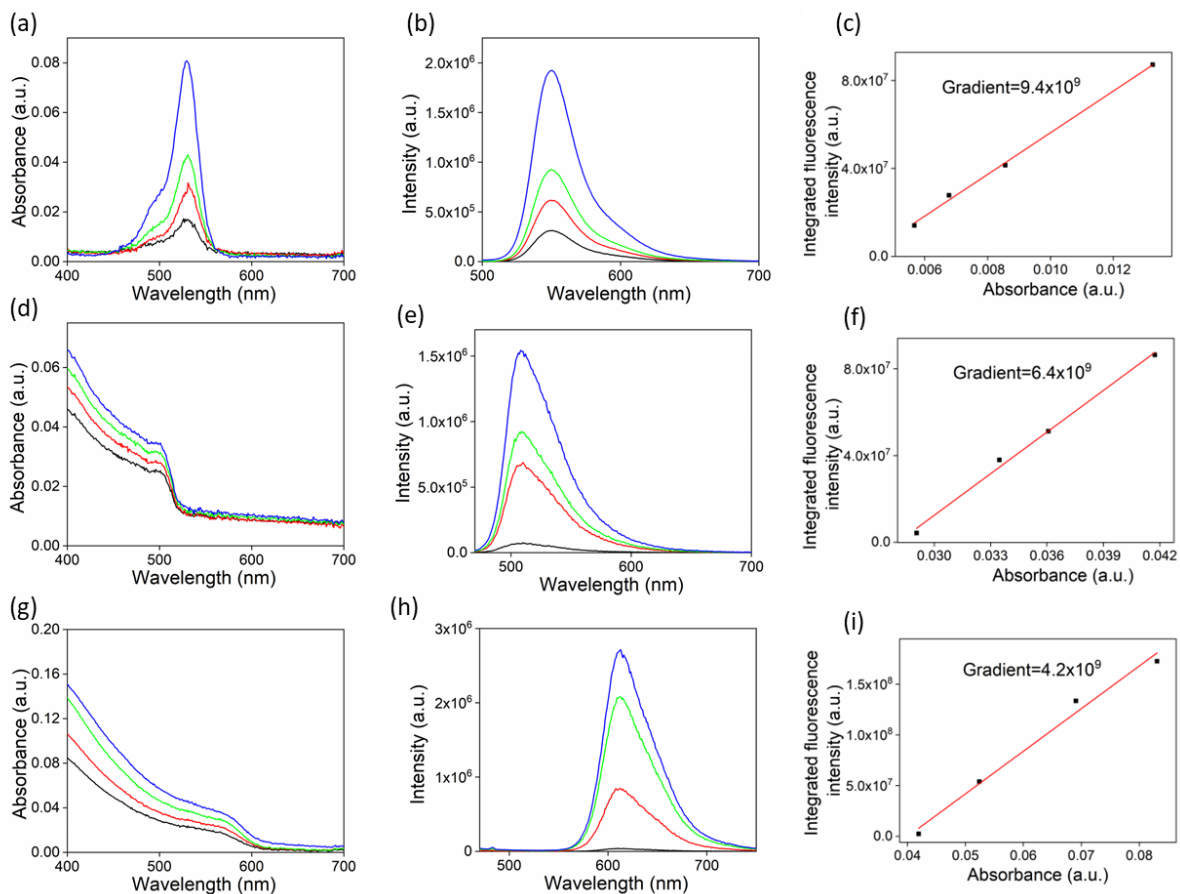 (a)
Absorbance (a.u.)
0.08
0.06
0.04
0.02
0.00
400 500 600 700
Wavelength (nm)
(b)
Intensity (a.u.)
2.0x10⁶
1.5x10⁶
1.0x10⁶
5.0x10⁵
0.0
500 600 700
Wavelength (nm)
(c)
Integrated fluorescence
intensity (a.u.)
8.0x10⁷
4.0x10⁷
0.0
Gradient=9.4x10⁹
0.006 0.008 0.010 0.012
Absorbance (a.u.)
(d)
Absorbance (a.u.)
0.06
0.04
0.02
0.00
400 500 600 700
Wavelength (nm)
(e)
Intensity (a.u.)
1.5x10⁶
1.0x10⁶
5.0x10⁵
0.0
500 600 700
Wavelength (nm)
(f)
Integrated fluorescence
intensity (a.u.)
8.0x10⁷
4.0x10⁷
0.0
Gradient=6.4x10⁹
0.030 0.033 0.036 0.039 0.042
Absorbance (a.u.)
(g)
Absorbance (a.u.)
0.20
0.16
0.12
0.08
0.04
0.00
400 500 600 700
Wavelength (nm)
(h)
Intensity (a.u.)
3x10⁶
2x10⁶
1x10⁶
0
500 600 700
Wavelength (nm)
(i)
Integrated fluorescence
intensity (a.u.)
1.5x10⁸
1.0x10⁸
5.0x10⁷
0.0
Gradient=4.2x10⁹
0.04 0.05 0.06 0.07 0.08
Absorbance (a.u.)